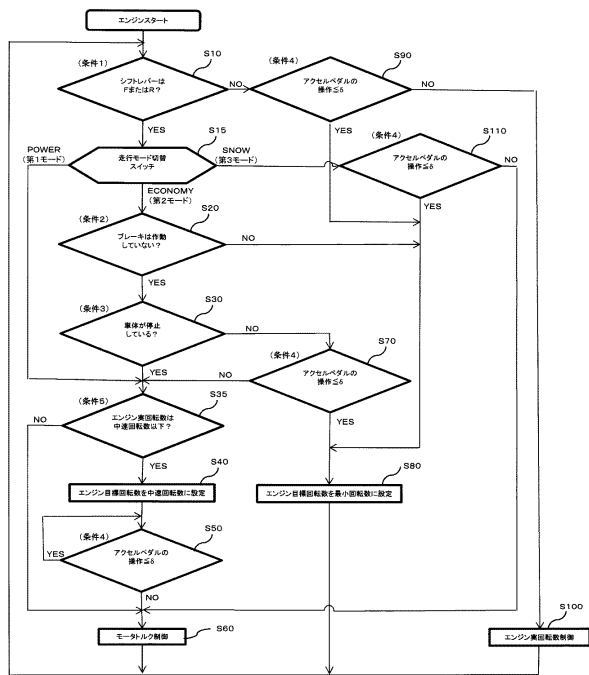 エンジンスタート
(条件1)
S10
シフトレバーは
FまたはR?
NO
YES
(条件4)
S90
アクセルペダルの
操作≦δ
NO
YES
POWER
(第1モード)
S15
走行モード切替
スイッチ
SNOW
(第3モード)
ECONOMY
(第2モード)
(条件4)
S110
アクセルペダルの
操作≦δ
NO
YES
(条件2)
S20
ブレーキは作動
していない?
NO
YES
(条件3)
S30
車体が停止
している?
NO
YES
(条件4)
S70
アクセルペダルの
操作≦δ
NO
YES
(条件5)
S35
エンジン実回転数は
中速回転数以下?
NO
YES
S40
エンジン目標回転数を中速回転数に設定
S80
エンジン目標回転数を最小回転数に設定
(条件4)
S50
アクセルペダルの
操作≦δ
YES
NO
モータトルク制御
S60
S100
エンジン実回転数制御